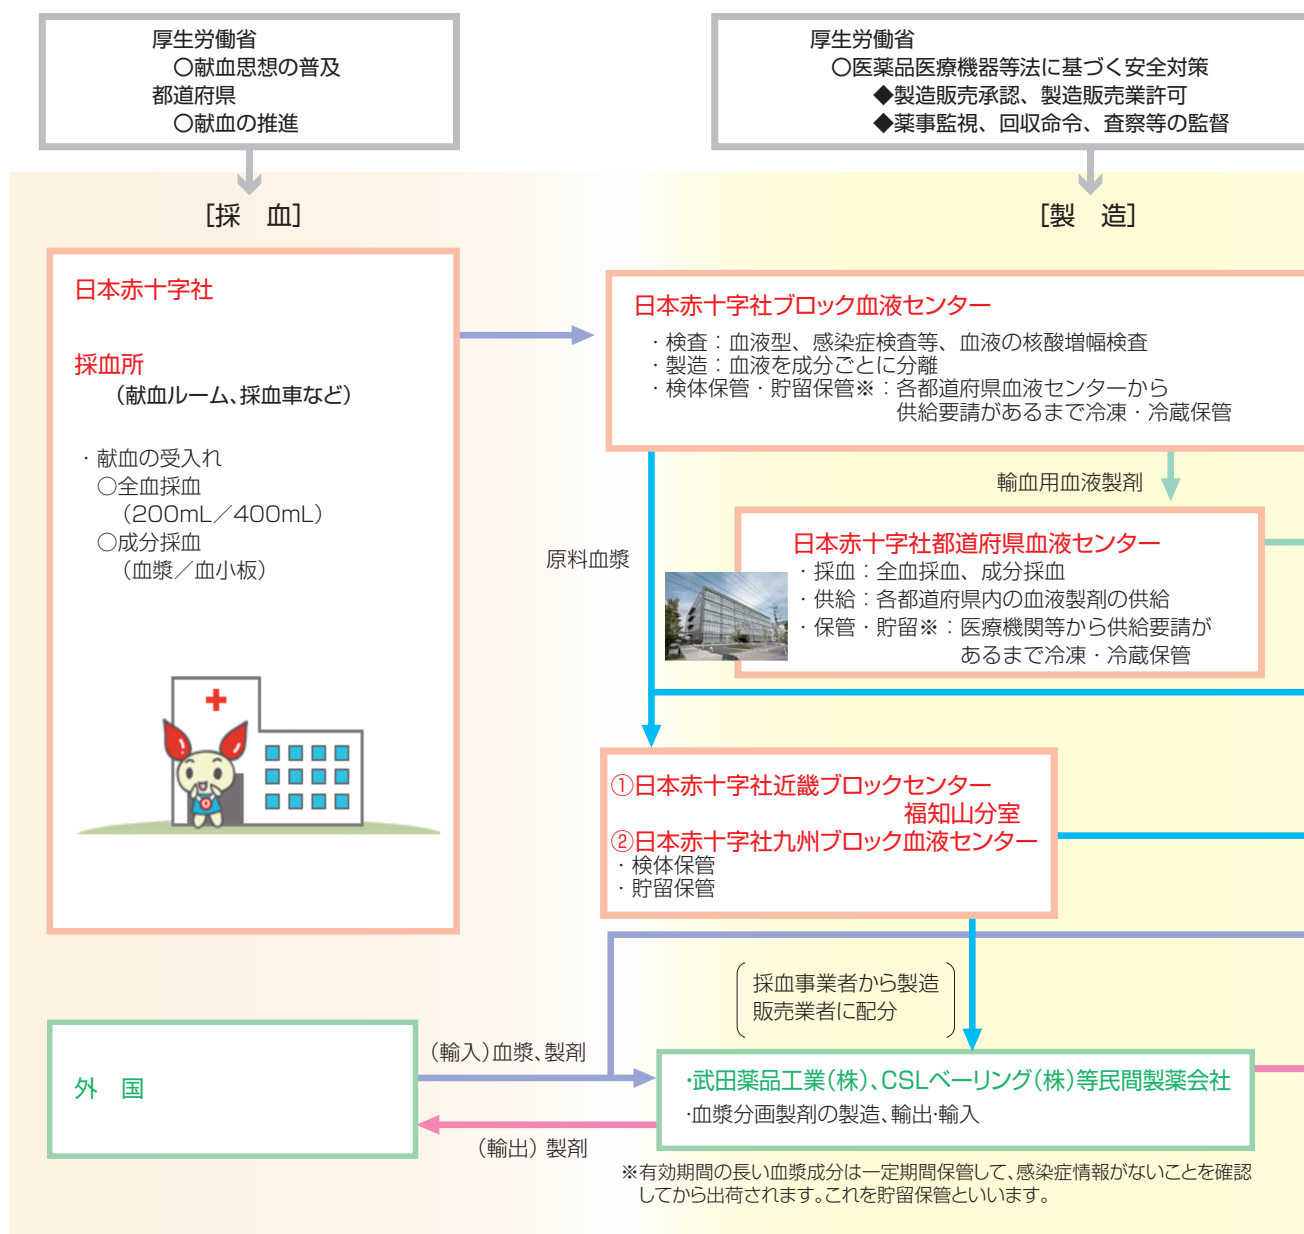 厚生労働省
○献血思想の普及
都道府県
○献血の推進
厚生労働省
○医薬品医療機器等法に基づく安全対策
◆製造販売承認、製造販売業許可
◆薬事監視、回収命令、査察等の監督
［採　血］
［製　造］
日本赤十字社
採血所
（献血ルーム、採血車など）
・献血の受入れ
○全血採血
（200mL／400mL）
○成分採血
（血漿／血小板）
日本赤十字社ブロック血液センター
・検査：血液型、感染症検査等、血液の核酸増幅検査
・製造：血液を成分ごとに分離
・検体保管・貯留保管※：各都道府県血液センターから
供給要請があるまで冷凍・冷蔵保管
輸血用血液製剤
原料血漿
日本赤十字社都道府県血液センター
・採血：全血採血、成分採血
・供給：各都道府県内の血液製剤の供給
・保管・貯留※：医療機関等から供給要請が
あるまで冷凍・冷蔵保管
①日本赤十字社近畿ブロックセンター
福知山分室
②日本赤十字社九州ブロック血液センター
・検体保管
・貯留保管
採血事業者から製造
販売業者に配分
外　国
（輸入）血漿、製剤
（輸出）製剤
・武田薬品工業（株）、CSLベーリング（株）等民間製薬会社
・血漿分画製剤の製造、輸出・輸入
※有効期間の長い血漿成分は一定期間保管して、感染症情報がないことを確認
してから出荷されます。これを貯留保管といいます。